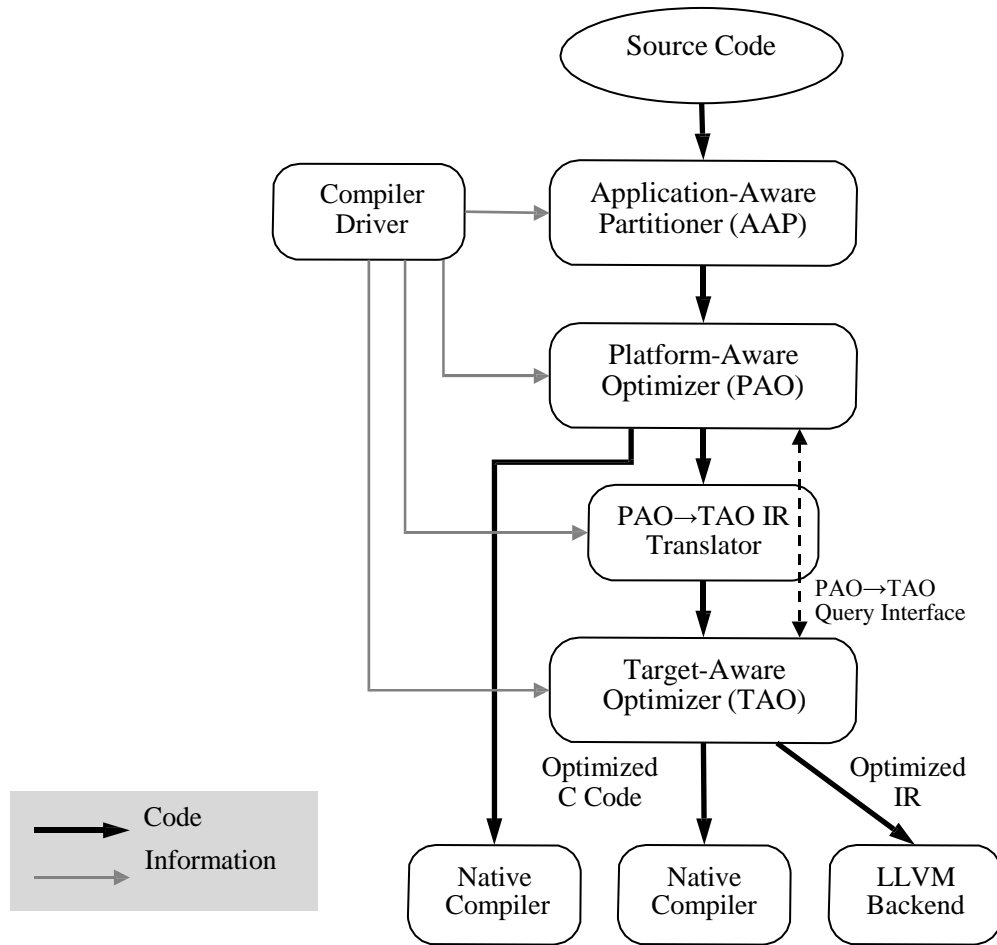 Source Code
Compiler
Driver
Application-Aware
Partitioner (AAP)
Platform-Aware
Optimizer (PAO)
PAO→TAO IR
Translator
PAO→TAO
Query Interface
Target-Aware
Optimizer (TAO)
Optimized
C Code
Optimized
IR
Code
Information
Native
Compiler
Native
Compiler
LLVM
Backend